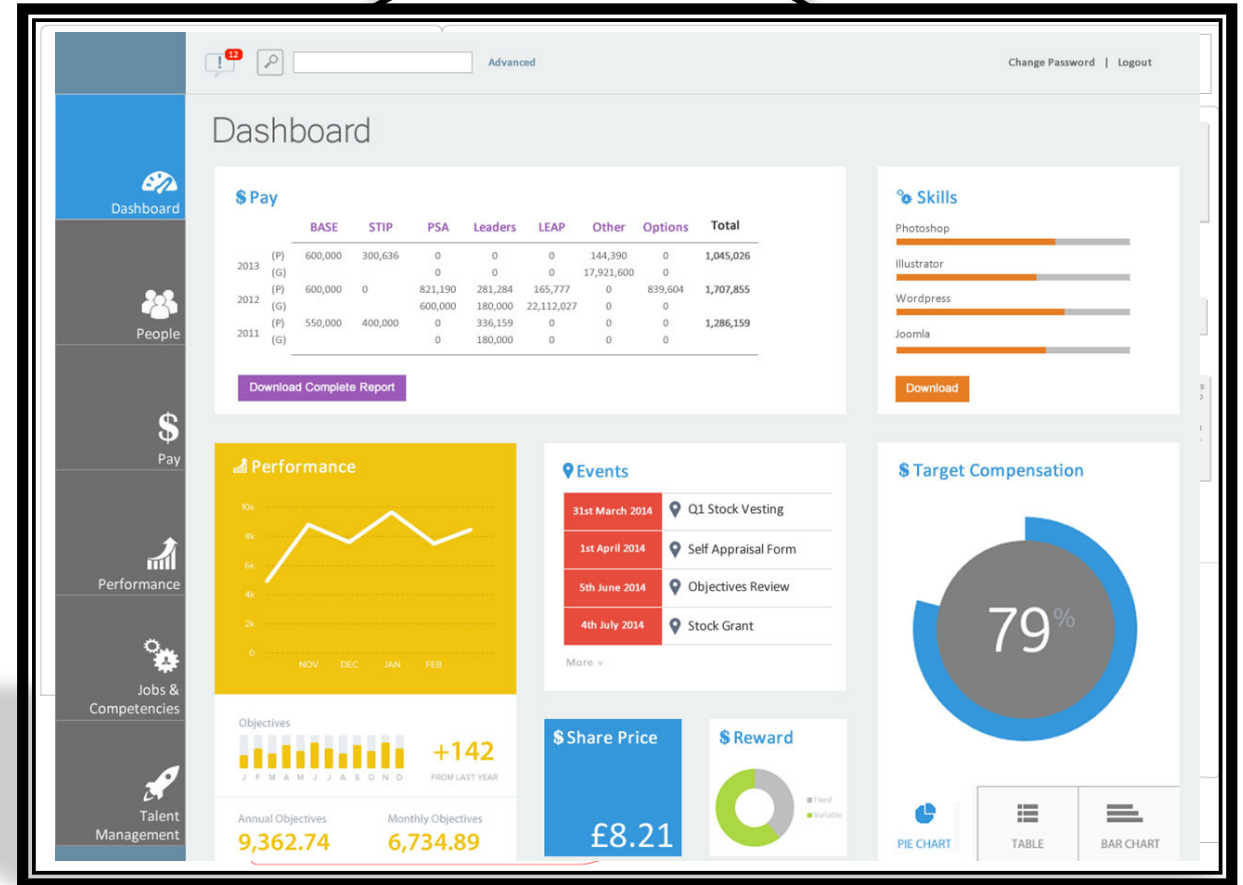 12
Advanced
Change Password | Logout
Dashboard
Dashboard
People
Pay
Performance
Jobs &
Competencies
Talent
Management
$ Pay
BASE STIP PSA Leaders LEAP Other Options Total
2013 (P) 600,000 300,636 0 0 0 144,390 0 1,045,026
(G) 0 0 0 17,921,600 0
2012 (P) 600,000 0 821,190 281,284 165,777 0 839,604 1,707,855
(G) 600,000 180,000 22,112,027 0 0
2011 (P) 550,000 400,000 0 336,159 0 0 0 1,286,159
(G) 0 180,000 0 0 0
Download Complete Report
Skills
Photoshop
Illustrator
Wordpress
Joomla
Download
Performance
10k
8k
6k
4k
2k
0
NOV DEC JAN FEB
Objectives
J F M A M J J A S O N D
+142
FROM LAST YEAR
Annual Objectives
9,362.74
Monthly Objectives
6,734.89
Events
31st March 2014 Q1 Stock Vesting
1st April 2014 Self Appraisal Form
5th June 2014 Objectives Review
4th July 2014 Stock Grant
More v
$ Share Price
£8.21
$ Reward
Fixed
Variable
$ Target Compensation
79%
PIE CHART
TABLE
BAR CHART